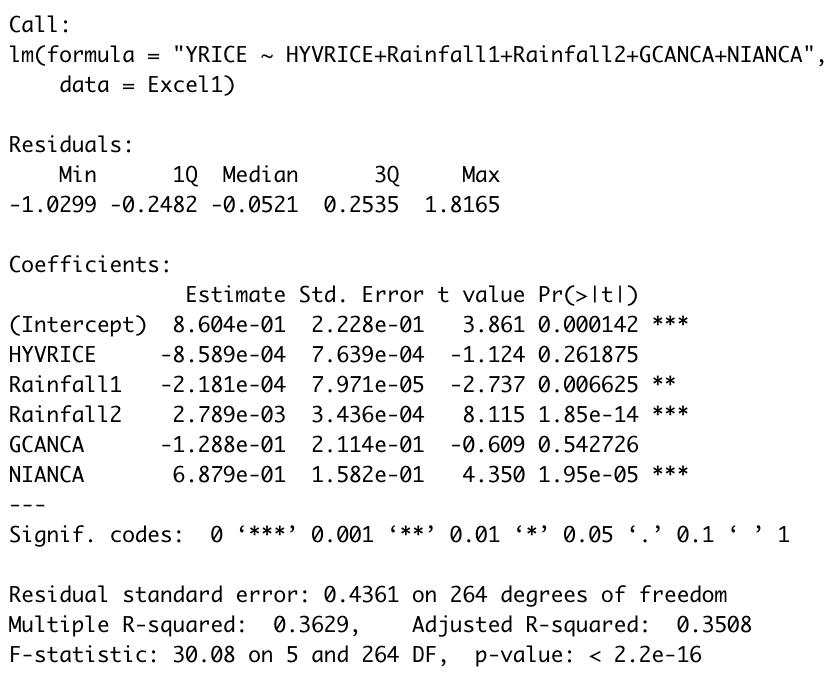 Call:
lm(formula = "YRICE ~ HYVRICE+Rainfall1+Rainfall2+GCANCA+NIANCA",
    data = Excel1)

Residuals:
    Min      1Q  Median      3Q     Max
-1.0299 -0.2482 -0.0521  0.2535  1.8165

Coefficients:
              Estimate Std. Error t value Pr(>|t|)
(Intercept)  8.604e-01  2.228e-01   3.861 0.000142 ***
HYVRICE     -8.589e-04  7.639e-04  -1.124 0.261875
Rainfall1   -2.181e-04  7.971e-05  -2.737 0.006625 **
Rainfall2    2.789e-03  3.436e-04   8.115 1.85e-14 ***
GCANCA      -1.288e-01  2.114e-01  -0.609 0.542726
NIANCA       6.879e-01  1.582e-01   4.350 1.95e-05 ***
---
Signif. codes:  0 ‘***’ 0.001 ‘**’ 0.01 ‘*’ 0.05 ‘.’ 0.1 ‘ ’ 1

Residual standard error: 0.4361 on 264 degrees of freedom
Multiple R-squared:  0.3629,    Adjusted R-squared:  0.3508
F-statistic: 30.08 on 5 and 264 DF,  p-value: < 2.2e-16